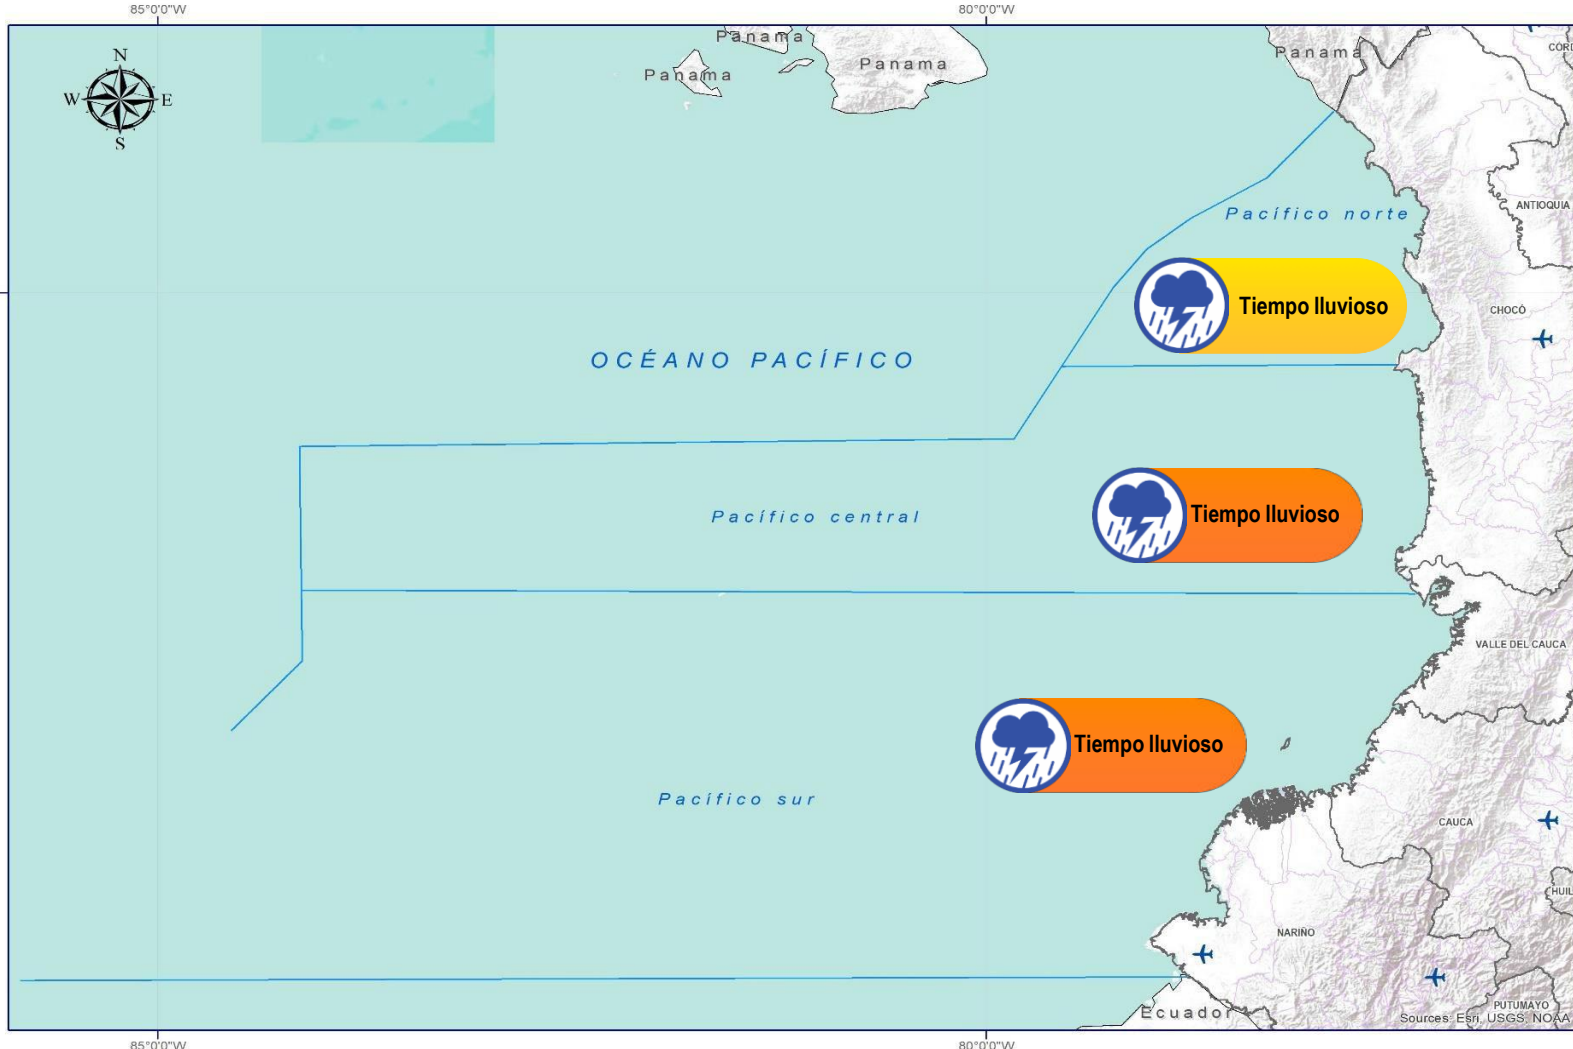 85°0'0"W
80°0'0"W
N
W
E
S
Panama
Panama
Panama
Panama
Pacífico norte
ANTIOQUIA
Tiempo lluvioso
CHOCÓ
OCÉANO PACÍFICO
Pacífico central
Tiempo lluvioso
VALLE DEL CAUCA
Tiempo lluvioso
Pacífico sur
CAUCA
NARIÑO
PUTUMAYO
Ecuador
Sources: Esri, USGS, NOAA
85°0'0"W
80°0'0"W